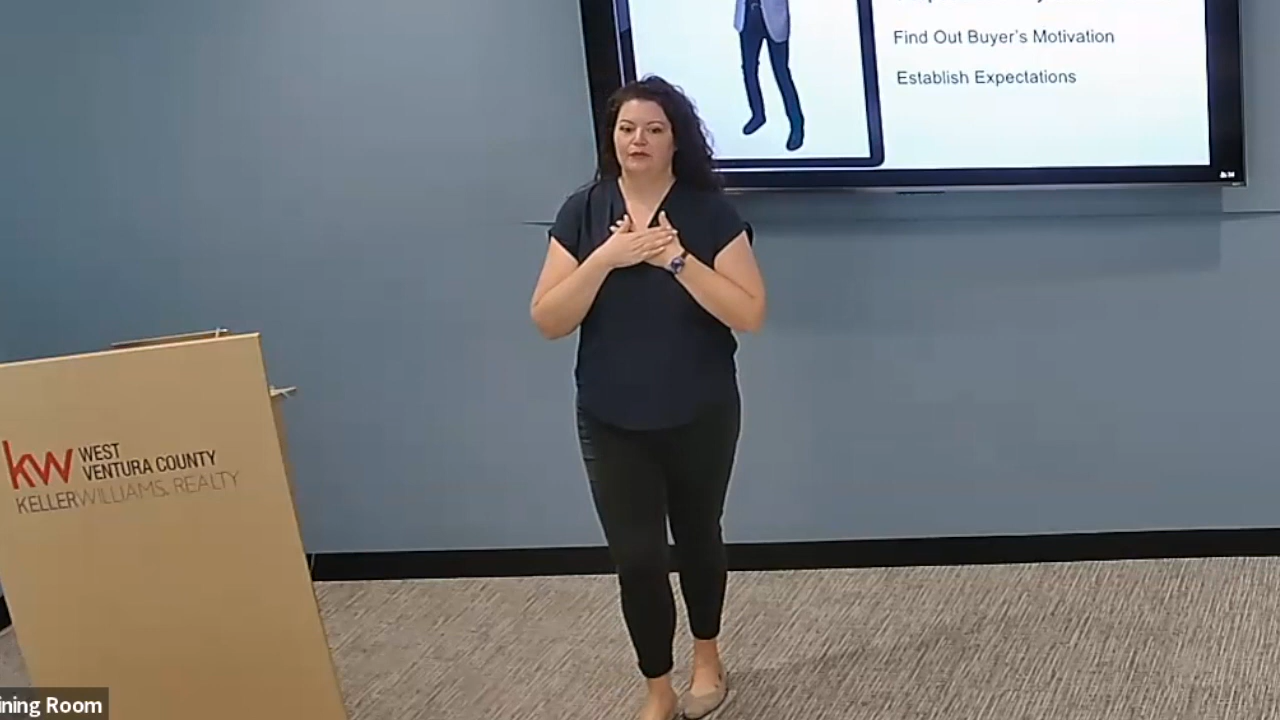 Find Out Buyer's Motivation
Establish Expectations
kw WEST
VENTURA COUNTY
KELLERWILLIAMS. REALTY
ining Room